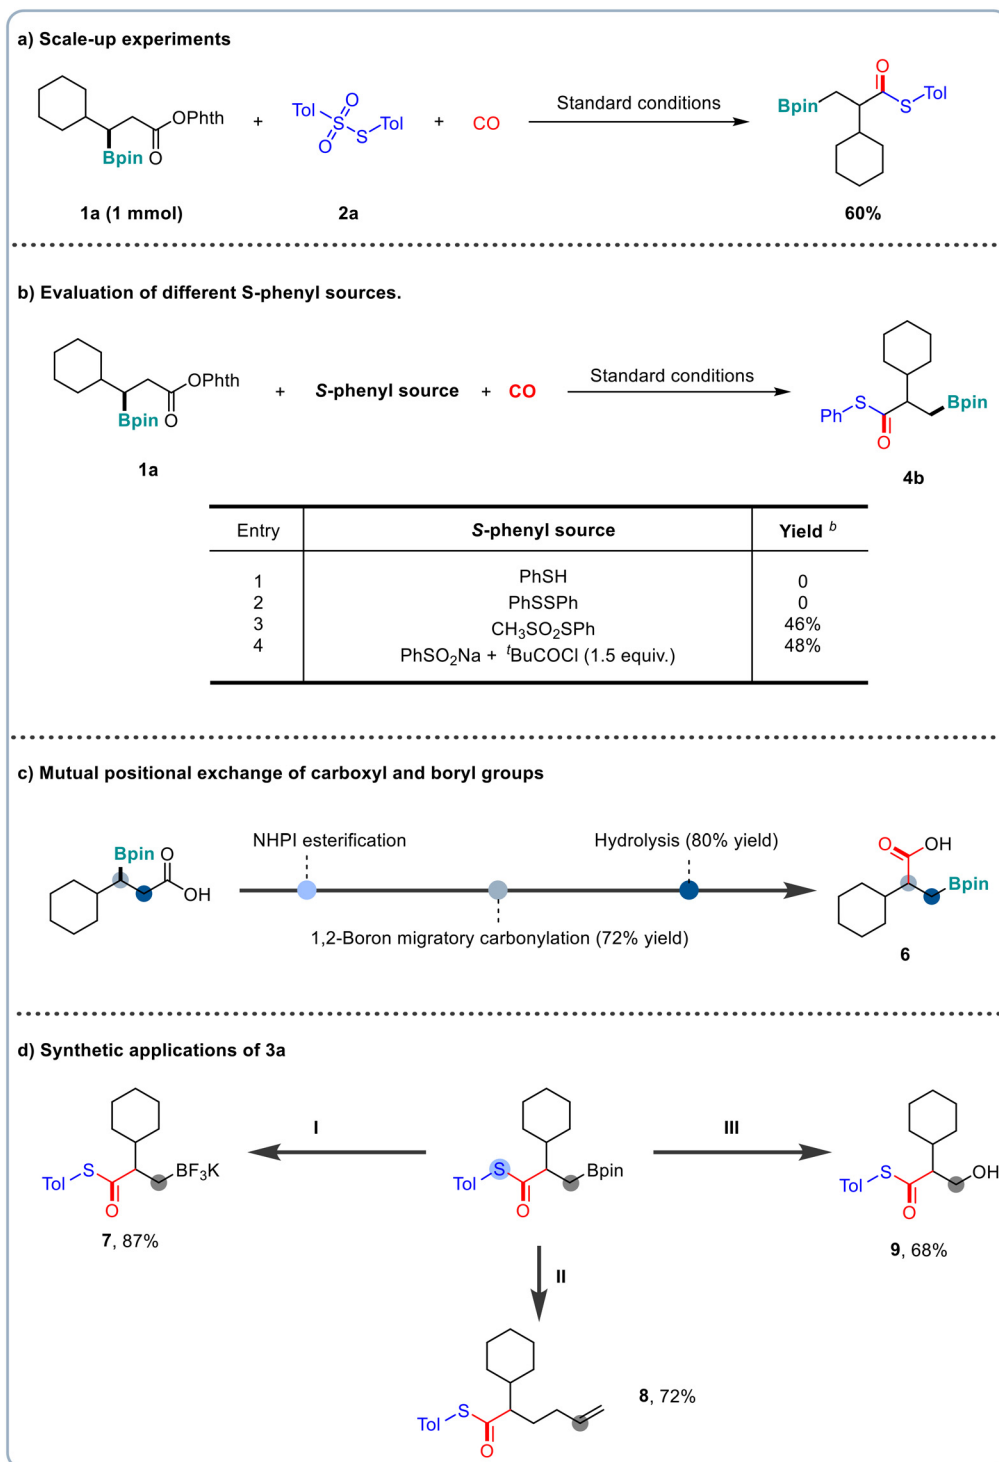 a) Scale-up experiments
OPhth
Bpin
O
1a (1 mmol)
+
Tol
O
S
O
S
Tol
2a
+
CO
Standard conditions
Bpin
O
S
Tol
60%
b) Evaluation of different S-phenyl sources.
OPhth
Bpin
O
1a
+
S-phenyl source
+
CO
Standard conditions
Ph
S
O
Bpin
4b
Entry S-phenyl source Yield b
1 PhSH 0
2 PhSSPh 0
3 CH3SO2SPh 46%
4 PhSO2Na + tBuCOCl (1.5 equiv.) 48%
c) Mutual positional exchange of carboxyl and boryl groups
Bpin
O
OH
NHPI esterification
Hydrolysis (80% yield)
1,2-Boron migratory carbonylation (72% yield)
O
OH
Bpin
6
d) Synthetic applications of 3a
Tol
S
O
BF3K
7, 87%
I
Tol
S
O
Bpin
III
Tol
S
O
OH
9, 68%
II
Tol
S
O
8, 72%